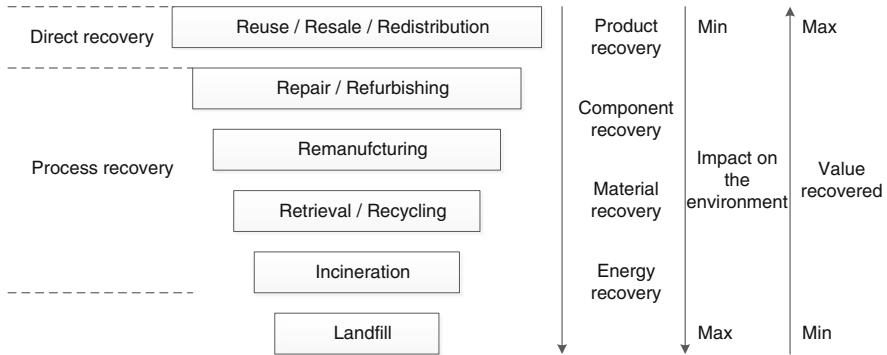 Direct recovery
Reuse / Resale / Redistribution
Product
recovery
Min
Max
Repair / Refurbishing
Component
recovery
Process recovery
Remanufcturing
Impact on
the
environment
Value
recovered
Material
recovery
Retrieval / Recycling
Incineration
Energy
recovery
Landfill
Max
Min